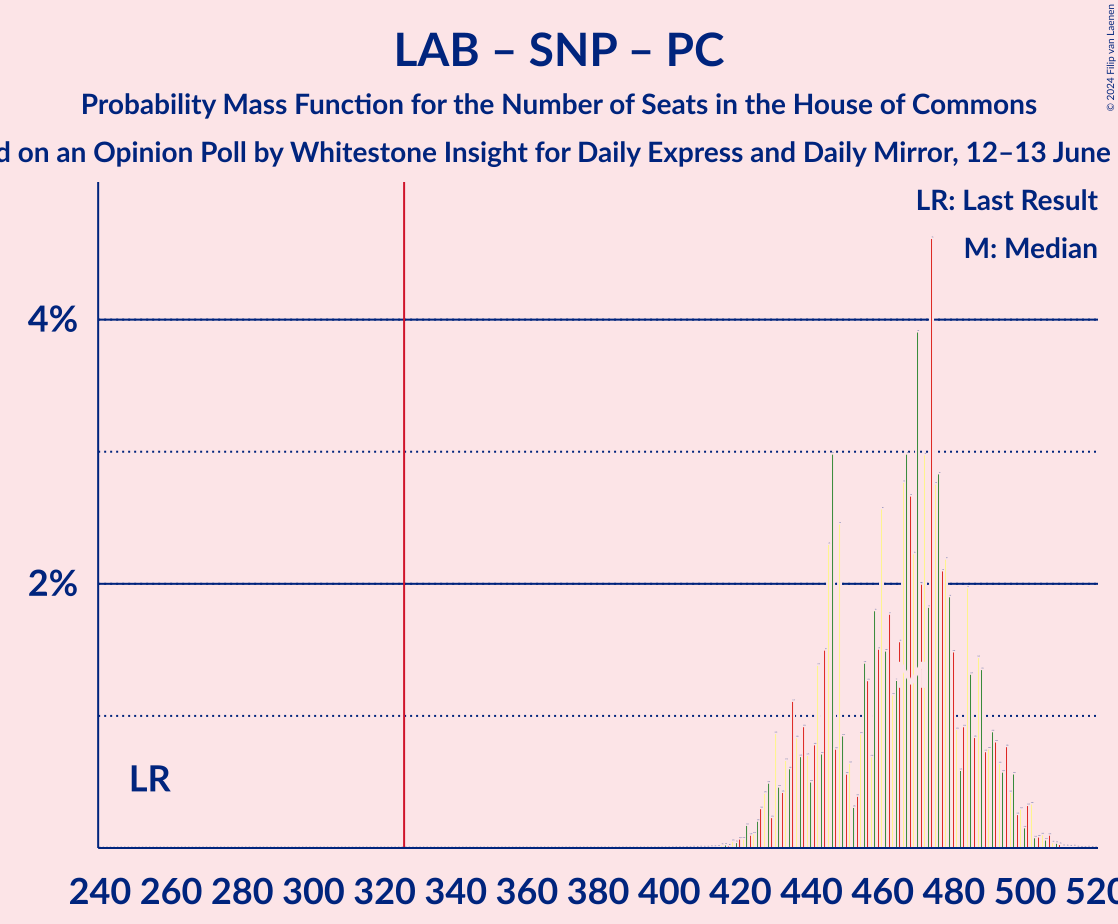 LAB – SNP – PC
Probability Mass Function for the Number of Seats in the House of Commons
on an Opinion Poll by Whitestone Insight for Daily Express and Daily Mirror, 12–13 June
© 2024 Filip van Laenen
LR: Last Result
M: Median
4%
2%
LR
240 260 280 300 320 340 360 380 400 420 440 460 480 500 520